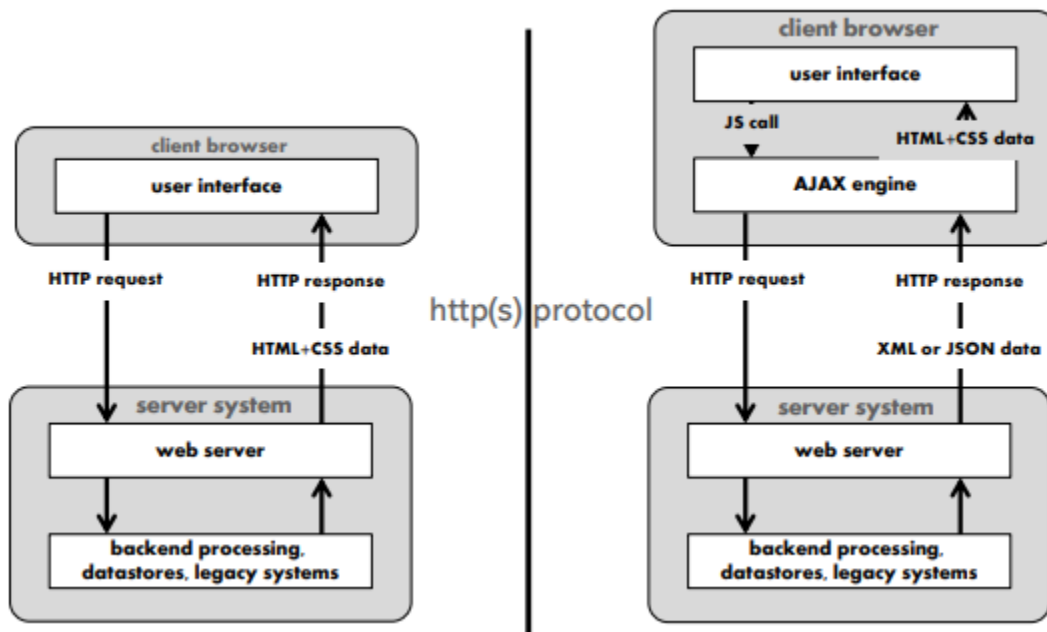 client browser
user interface
HTTP request
HTTP response
HTML+CSS data
server system
web server
backend processing,
datastores, legacy systems
http(s) protocol
client browser
user interface
JS call
HTML+CSS data
AJAX engine
HTTP request
HTTP response
XML or JSON data
server system
web server
backend processing,
datastores, legacy systems